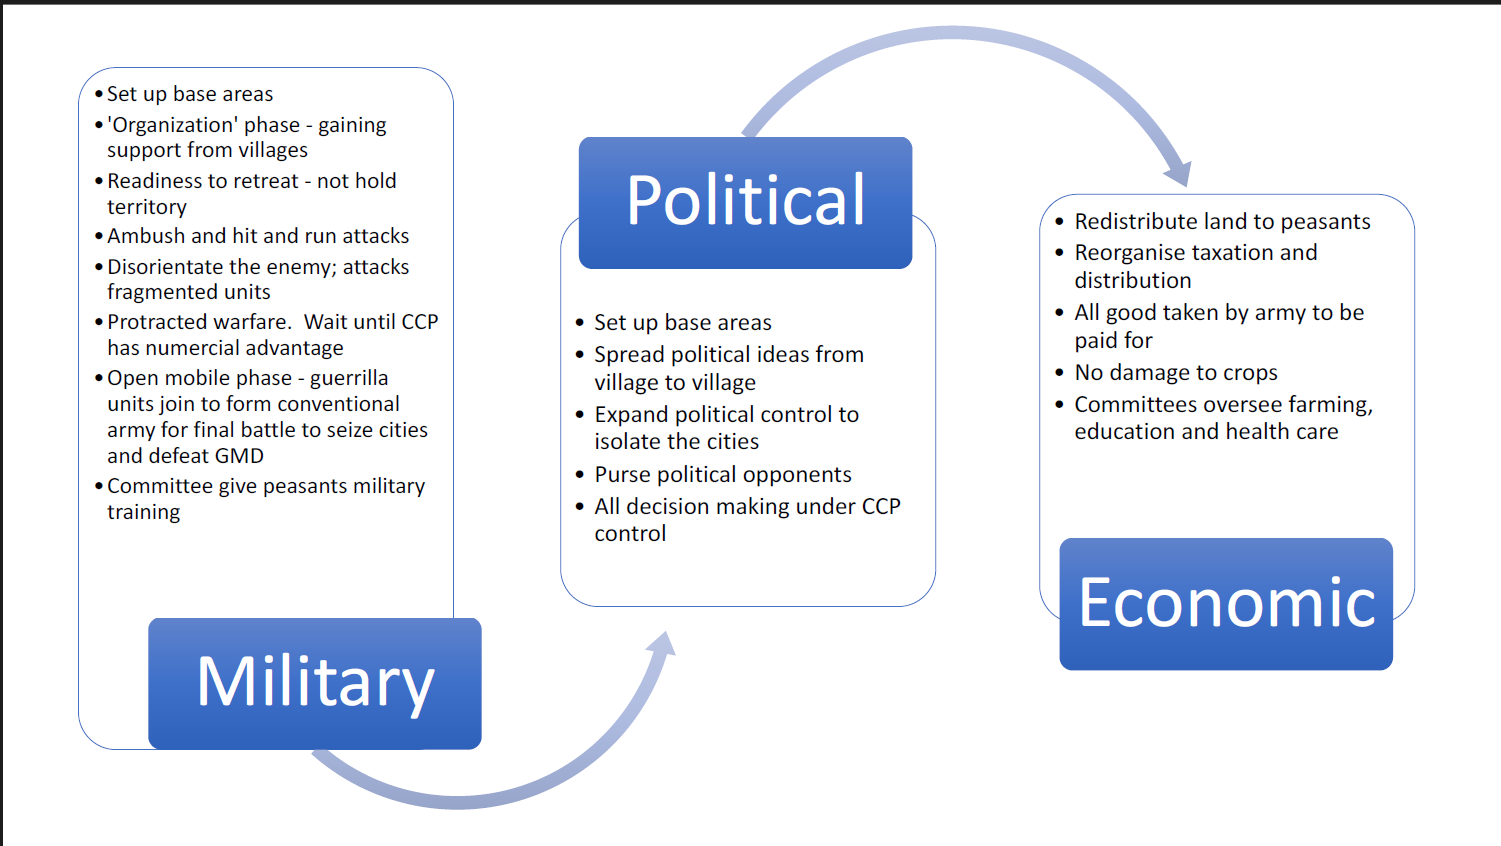 • Set up base areas
• 'Organization' phase - gaining
support from villages
• Readiness to retreat - not hold
territory
• Ambush and hit and run attacks
• Disorientate the enemy; attacks
fragmented units
• Protracted warfare.  Wait until CCP
has numercial advantage
• Open mobile phase - guerrilla
units join to form conventional
army for final battle to seize cities
and defeat GMD
• Committee give peasants military
training
Military
Political
• Set up base areas
• Spread political ideas from
village to village
• Expand political control to
isolate the cities
• Purse political opponents
• All decision making under CCP
control
• Redistribute land to peasants
• Reorganise taxation and
distribution
• All good taken by army to be
paid for
• No damage to crops
• Committees oversee farming,
education and health care
Economic